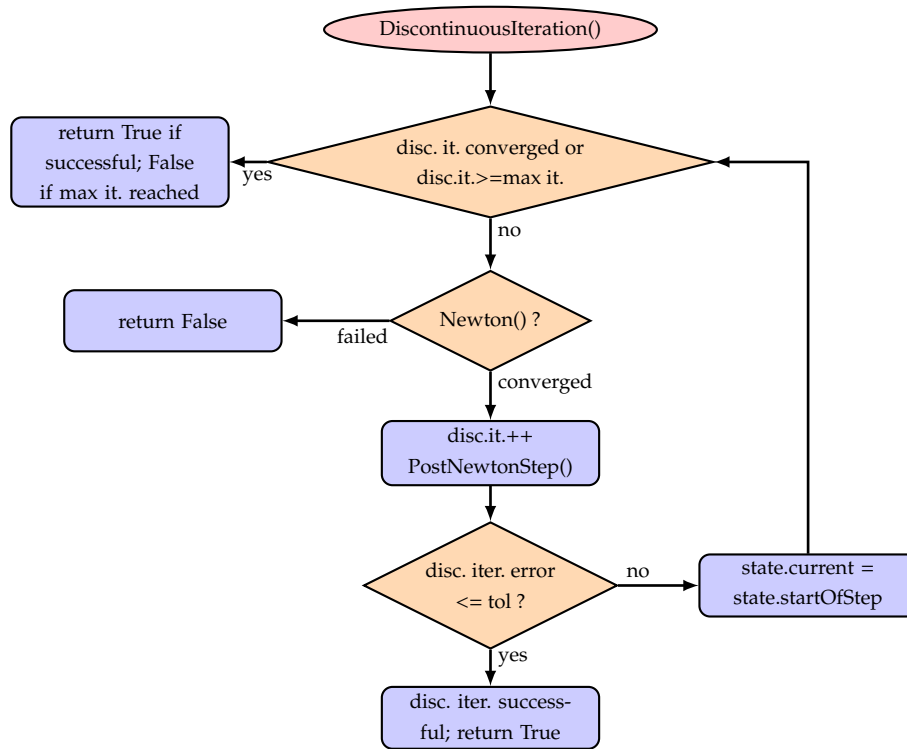 DiscontinuousIteration()
return True if
successful; False
if max it. reached
yes
disc. it. converged or
disc.it.>=max it.
no
return False
failed
Newton() ?
converged
disc.it.++
PostNewtonStep()
disc. iter. error
<= tol ?
no
state.current =
state.startOfStep
yes
disc. iter. success-
ful; return True